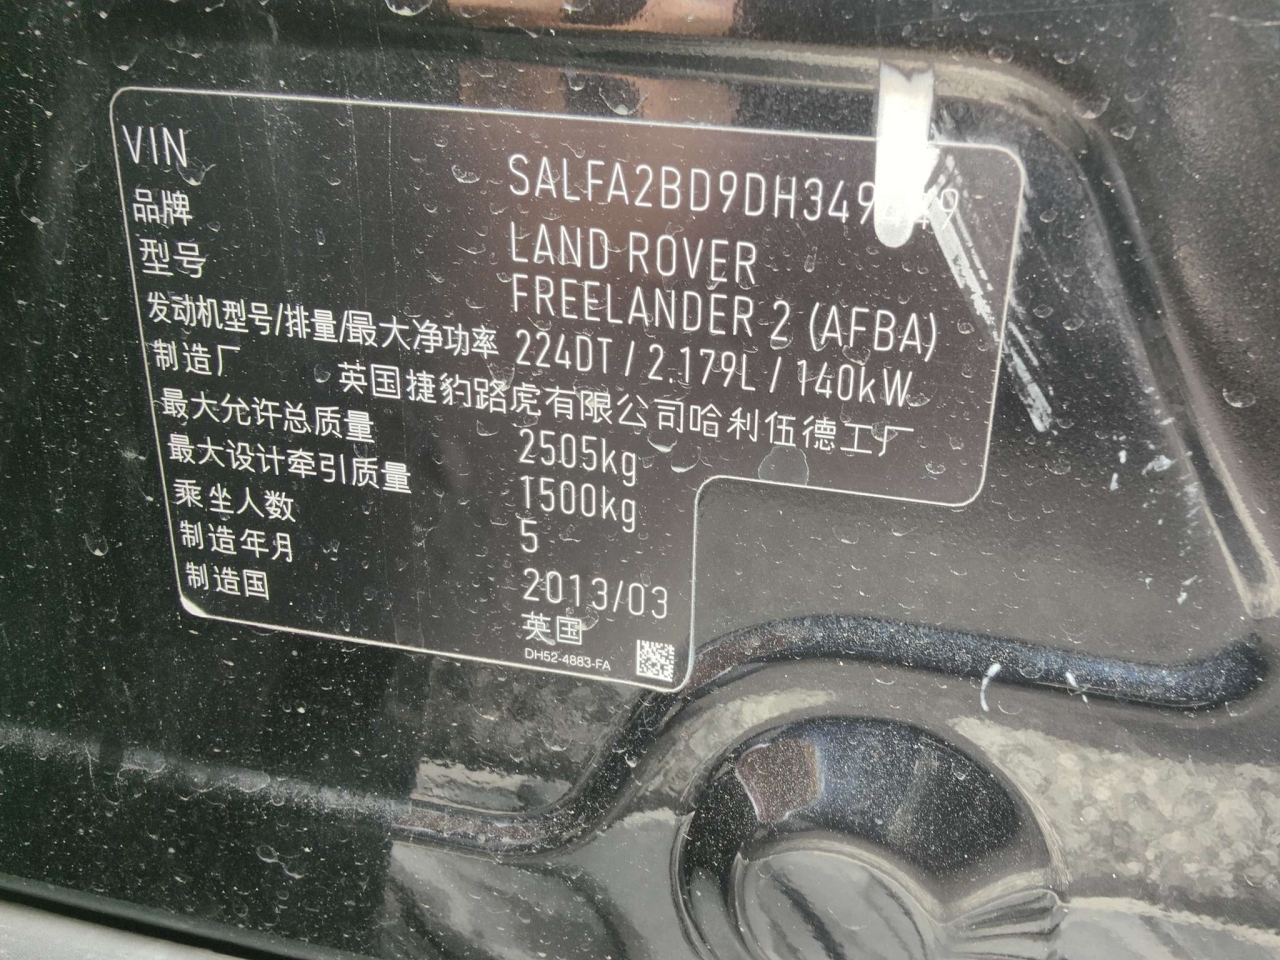 VIN
品牌 LAND ROVER
型号 FREELANDER 2 (AFBA)
发动机型号/排量/最大净功率 224DT / 2.179L / 140kW
制造厂 英国捷豹路虎有限公司哈利伍德工厂
最大允许总质量 2505kg
最大设计牵引质量 1500kg
乘坐人数 5
制造年月 2013/03
制造国 英国
DH52-4883-FA